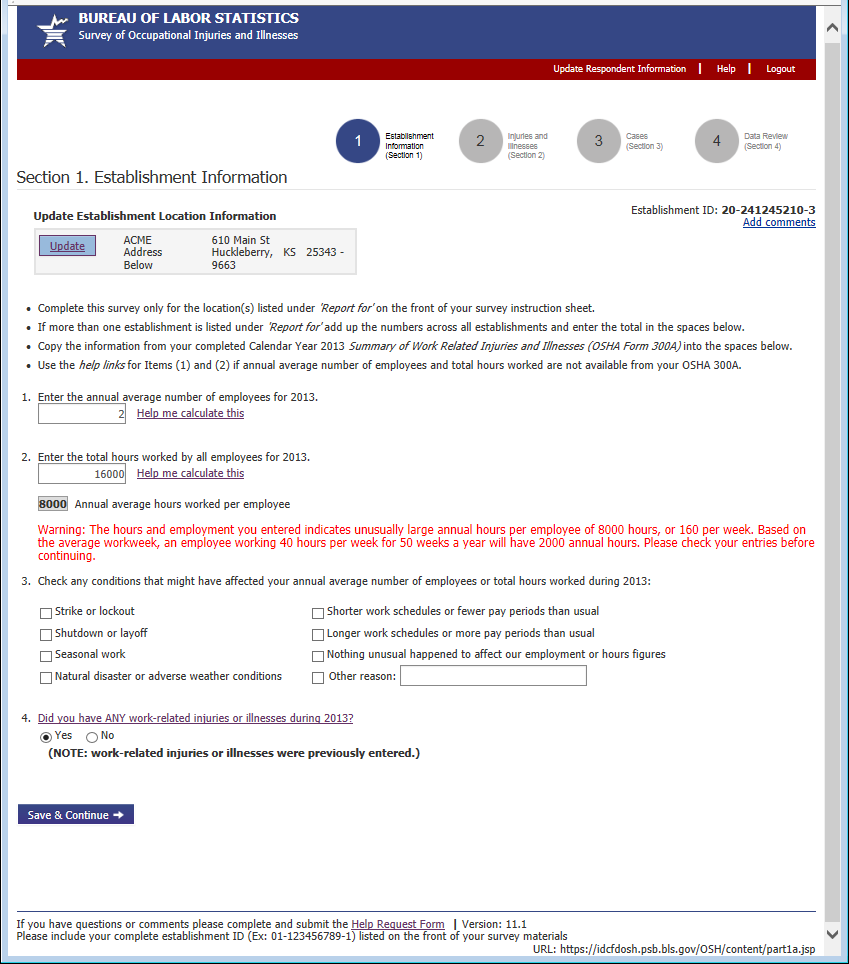 BUREAU OF LABOR STATISTICS
Survey of Occupational Injuries and Illnesses
Update Respondent Information | Help | Logout
1 Establishment Information (Section 1)
2 Injuries and Illnesses (Section 2)
3 Cases (Section 3)
4 Data Review (Section 4)
Section 1. Establishment Information
Establishment ID: 20-241245210-3
Add comments
Update Establishment Location Information
Update
ACME
Address
Below
610 Main St
Huckleberry, KS 25343 -
9663
• Complete this survey only for the location(s) listed under 'Report for' on the front of your survey instruction sheet.
• If more than one establishment is listed under 'Report for' add up the numbers across all establishments and enter the total in the spaces below.
• Copy the information from your completed Calendar Year 2013 Summary of Work Related Injuries and Illnesses (OSHA Form 300A) into the spaces below.
• Use the help links for Items (1) and (2) if annual average number of employees and total hours worked are not available from your OSHA 300A.
1. Enter the annual average number of employees for 2013.
2 Help me calculate this
2. Enter the total hours worked by all employees for 2013.
16000 Help me calculate this
8000 Annual average hours worked per employee
Warning: The hours and employment you entered indicates unusually large annual hours per employee of 8000 hours, or 160 per week. Based on
the average workweek, an employee working 40 hours per week for 50 weeks a year will have 2000 annual hours. Please check your entries before
continuing.
3. Check any conditions that might have affected your annual average number of employees or total hours worked during 2013:
Strike or lockout
Shorter work schedules or fewer pay periods than usual
Shutdown or layoff
Longer work schedules or more pay periods than usual
Seasonal work
Nothing unusual happened to affect our employment or hours figures
Natural disaster or adverse weather conditions
Other reason:
4. Did you have ANY work-related injuries or illnesses during 2013?
Yes No
(NOTE: work-related injuries or illnesses were previously entered.)
Save & Continue ➔
If you have questions or comments please complete and submit the Help Request Form | Version: 11.1
Please include your complete establishment ID (Ex: 01-123456789-1) listed on the front of your survey materials
URL: https://idcfdosh.psb.bls.gov/OSH/content/part1a.jsp